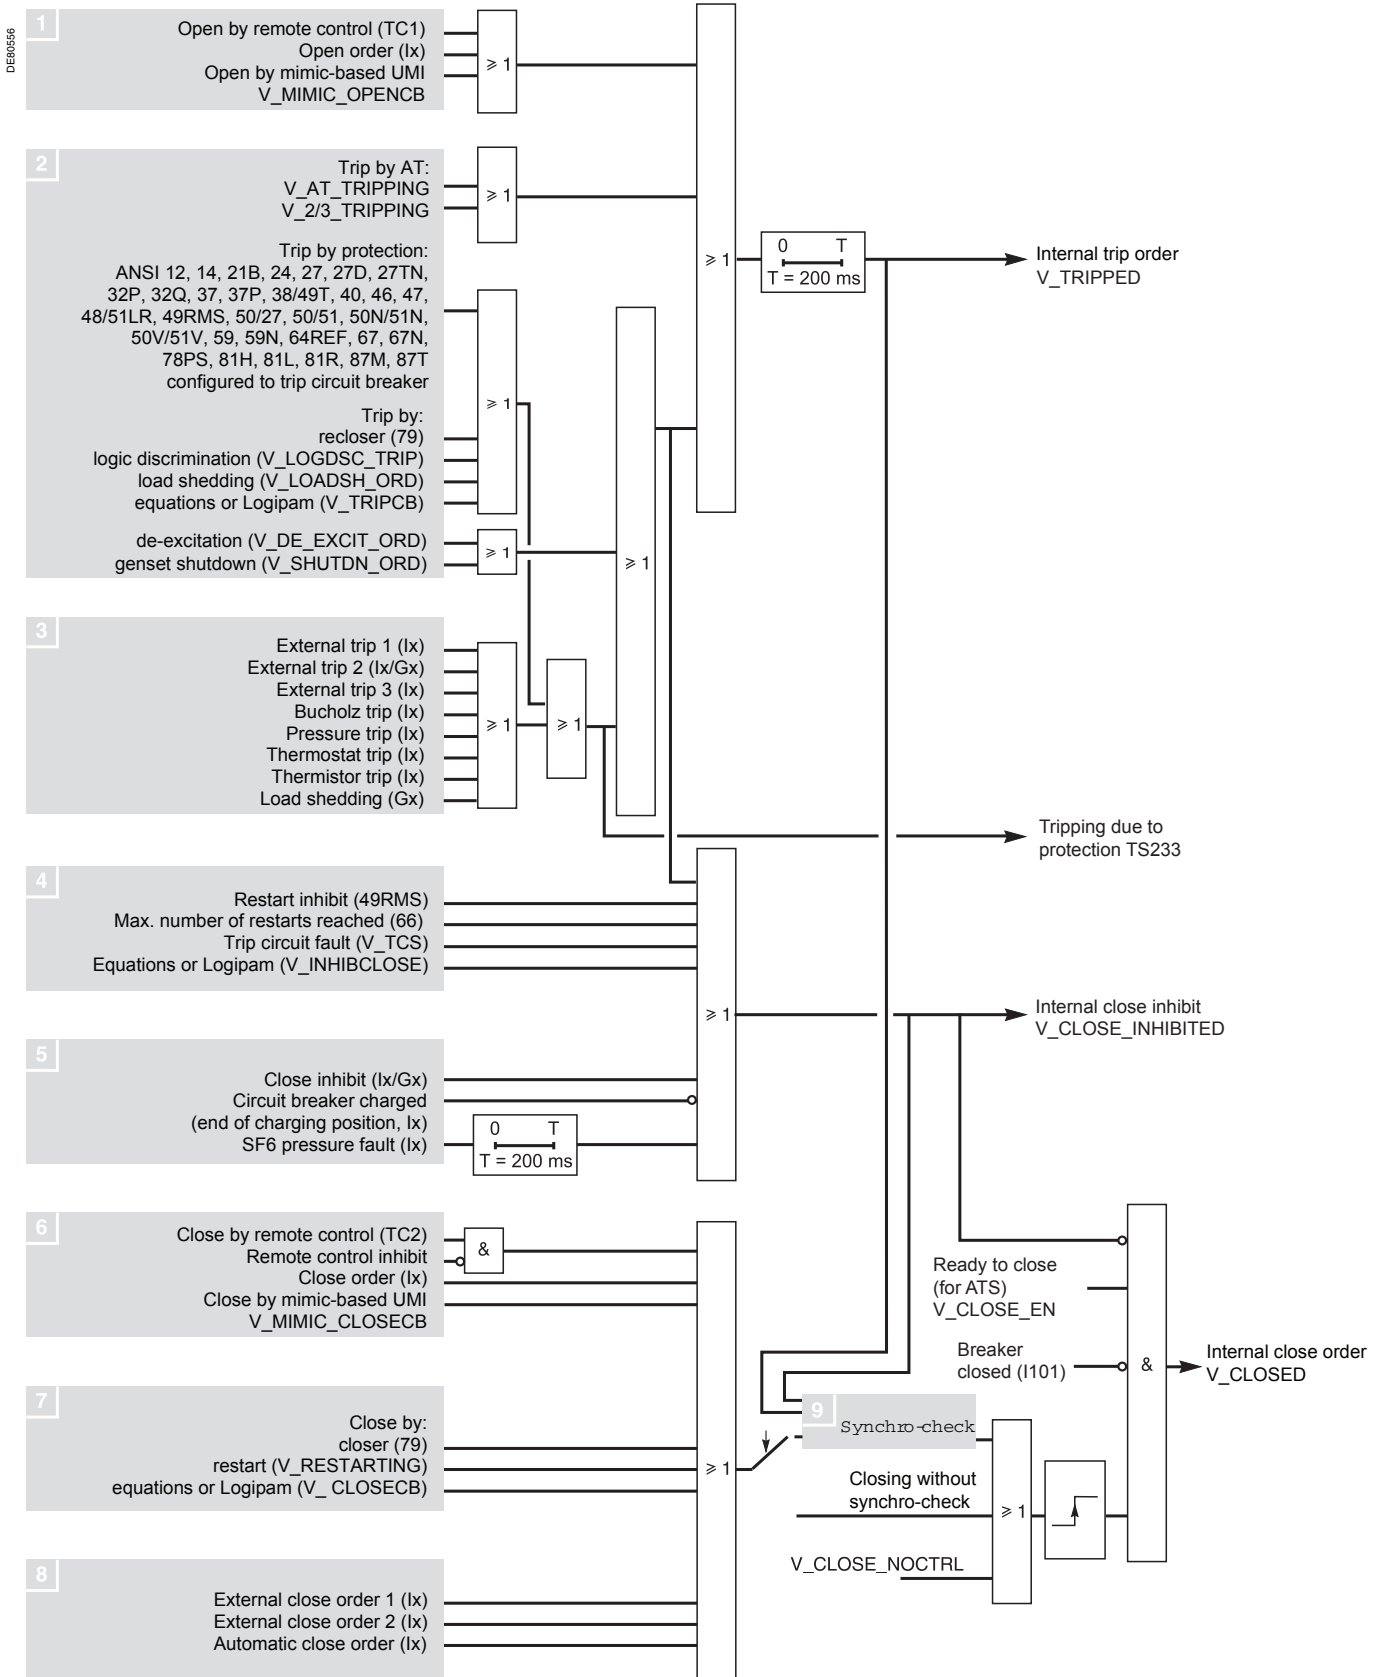 DE80556
1
Open by remote control (TC1)
Open order (Ix)
Open by mimic-based UMI
V_MIMIC_OPENCB
⩾ 1
2
Trip by AT:
V_AT_TRIPPING
V_2/3_TRIPPING
⩾ 1
Trip by protection:
ANSI 12, 14, 21B, 24, 27, 27D, 27TN,
32P, 32Q, 37, 37P, 38/49T, 40, 46, 47,
48/51LR, 49RMS, 50/27, 50/51, 50N/51N,
50V/51V, 59, 59N, 64REF, 67, 67N,
78PS, 81H, 81L, 81R, 87M, 87T
configured to trip circuit breaker
Trip by:
recloser (79)
logic discrimination (V_LOGDSC_TRIP)
load shedding (V_LOADSH_ORD)
equations or Logipam (V_TRIPCB)
⩾ 1
de-excitation (V_DE_EXCIT_ORD)
genset shutdown (V_SHUTDN_ORD)
⩾ 1
⩾ 1
⩾ 1
0 T
T = 200 ms
Internal trip order
V_TRIPPED
3
External trip 1 (Ix)
External trip 2 (Ix/Gx)
External trip 3 (Ix)
Bucholz trip (Ix)
Pressure trip (Ix)
Thermostat trip (Ix)
Thermistor trip (Ix)
Load shedding (Gx)
⩾ 1
⩾ 1
Tripping due to
protection TS233
4
Restart inhibit (49RMS)
Max. number of restarts reached (66)
Trip circuit fault (V_TCS)
Equations or Logipam (V_INHIBCLOSE)
⩾ 1
Internal close inhibit
V_CLOSE_INHIBITED
5
Close inhibit (Ix/Gx)
Circuit breaker charged
(end of charging position, Ix)
SF6 pressure fault (Ix)
0 T
T = 200 ms
6
Close by remote control (TC2)
Remote control inhibit
Close order (Ix)
Close by mimic-based UMI
V_MIMIC_CLOSECB
&
Ready to close
(for ATS)
V_CLOSE_EN
Breaker
closed (I101)
&
Internal close order
V_CLOSED
7
Close by:
closer (79)
restart (V_RESTARTING)
equations or Logipam (V_ CLOSECB)
⩾ 1
9
Synchro-check
Closing without
synchro-check
⩾ 1
V_CLOSE_NOCTRL
8
External close order 1 (Ix)
External close order 2 (Ix)
Automatic close order (Ix)